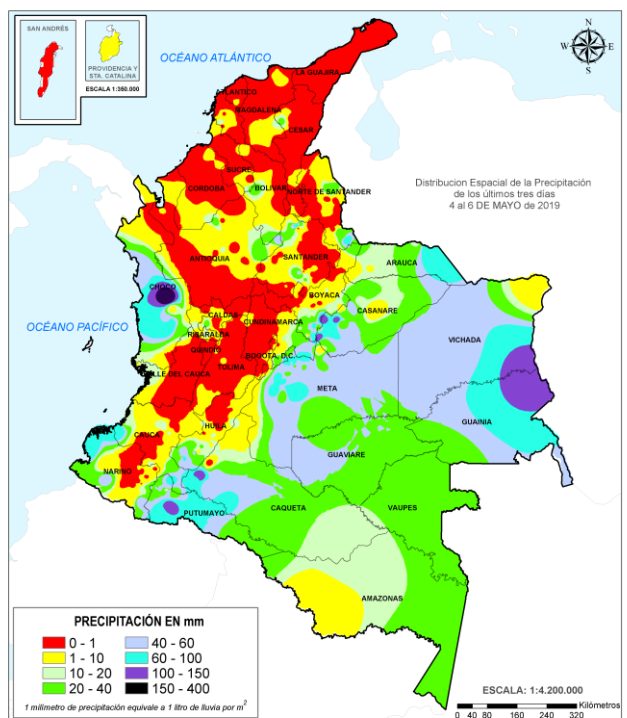 SAN ANDRÉS
PROVIDENCIA Y
STA. CATALINA
ESCALA 1:350.000
OCÉANO ATLÁNTICO
N
W
E
S
LA GUAJIRA
ATLANTICO
MAGDALENA
CESAR
SUCRE
CORDOBA
BOLIVAR
NORTE DE SANTANDER
Distribucion Espacial de la Precipitación
de los últimos tres días
4 al 6 DE MAYO de 2019
ANTIOQUIA
SANTANDER
ARAUCA
CHOCO
BOYACA
CASANARE
OCÉANO PACÍFICO
CALDAS
CUNDINAMARCA
RISARALDA
VICHADA
QUINDIO
BOGOTA, D.C.
TOLIMA
VALLE DEL CAUCA
META
GUAINIA
HUILA
CAUCA
GUAVIARE
NARIÑO
CAQUETA
VAUPES
PUTUMAYO
AMAZONAS
PRECIPITACIÓN EN mm
0 - 1
40 - 60
1 - 10
60 - 100
10 - 20
100 - 150
20 - 40
150 - 400
1 milimetro de precipitación equivale a 1 litro de lluvia por m²
ESCALA: 1:4.200.000
Kilómetros
0 40 80 160 240 320